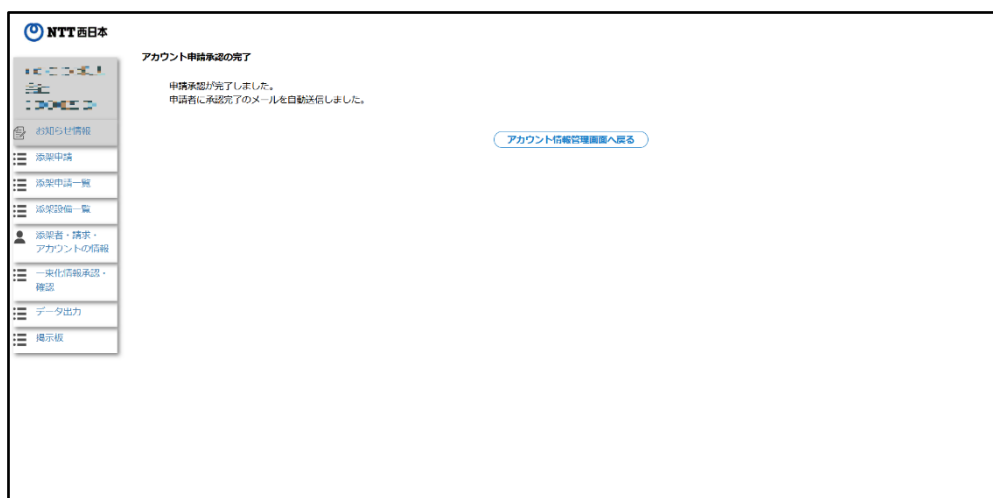 NTT西日本
アカウント申請承認の完了
申請承認が完了しました。
申請者に承認完了のメールを自動送信しました。
アカウント情報管理画面へ戻る
お知らせ情報
添架申請
添架申請一覧
添架設備一覧
添架者・請求・
アカウントの情報
一束化情報承認・
確認
データ出力
掲示板